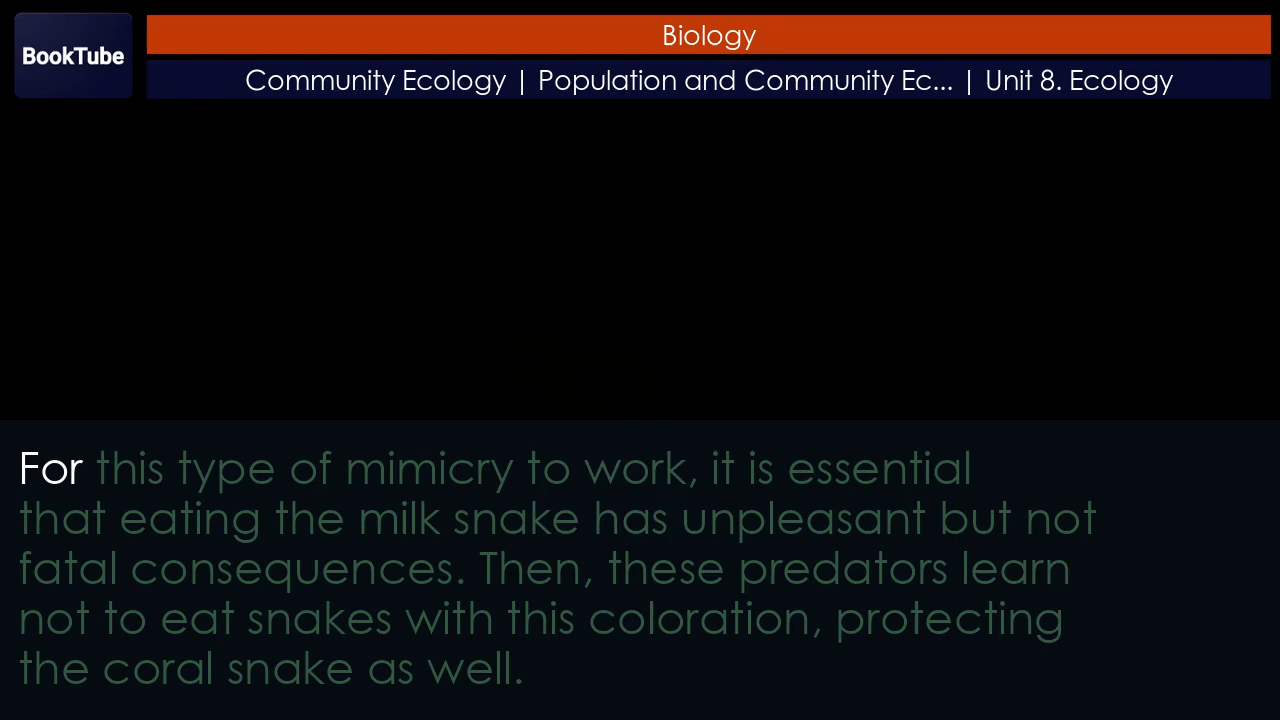 BookTube
Biology
Community Ecology | Population and Community Ec... | Unit 8. Ecology
For this type of mimicry to work, it is essential
that eating the milk snake has unpleasant but not
fatal consequences. Then, these predators learn
not to eat snakes with this coloration, protecting
the coral snake as well.